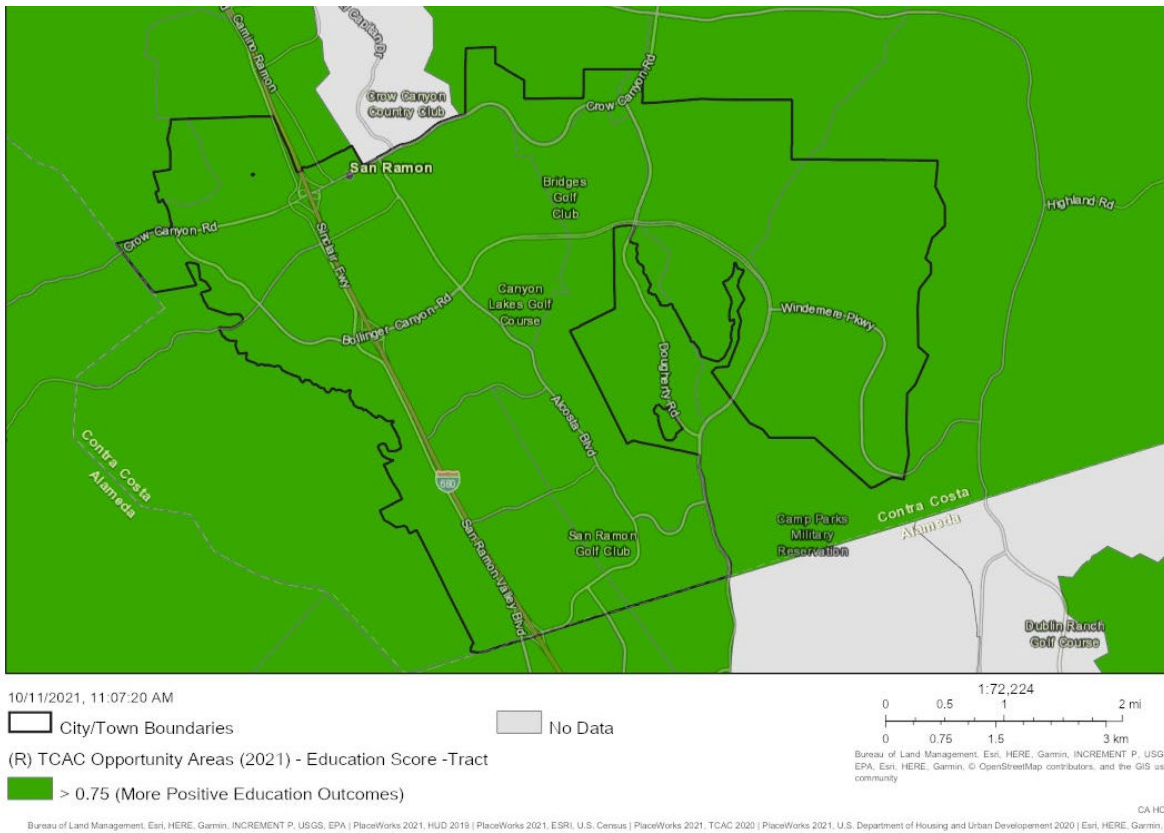 Camino Ramon
El Capitan Dr
Crow Canyon
Country Club
Crow Canyon Rd
San Ramon
Bridges
Golf
Club
Highland Rd
Crow Canyon Rd
Sinclair Fwy
Canyon
Lakes Golf
Course
Bollinger Canyon Rd
Windemere Pkwy
Dougherty Rd
Alcosta Blvd
Contra Costa
Alameda
680
San Ramon Valley Blvd
San Ramon
Golf Club
Camp Parks
Military
Reservation
Contra Costa
Alameda
Dublin Ranch
Golf Course
10/11/2021, 11:07:20 AM
City/Town Boundaries
No Data
(R) TCAC Opportunity Areas (2021) - Education Score -Tract
> 0.75 (More Positive Education Outcomes)
1:72,224
0 0.5 1 2 mi
0 0.75 1.5 3 km
Bureau of Land Management, Esri, HERE, Garmin, INCREMENT P, USG
EPA, Esri, HERE, Garmin, © OpenStreetMap contributors, and the GIS us
community
CA HC
Bureau of Land Management, Esri, HERE, Garmin, INCREMENT P, USGS, EPA | PlaceWorks 2021, HUD 2019 | PlaceWorks 2021, ESRI, U.S. Census | PlaceWorks 2021, TCAC 2020 | PlaceWorks 2021, U.S. Department of Housing and Urban Developement 2020 | Esri, HERE, Garmin,